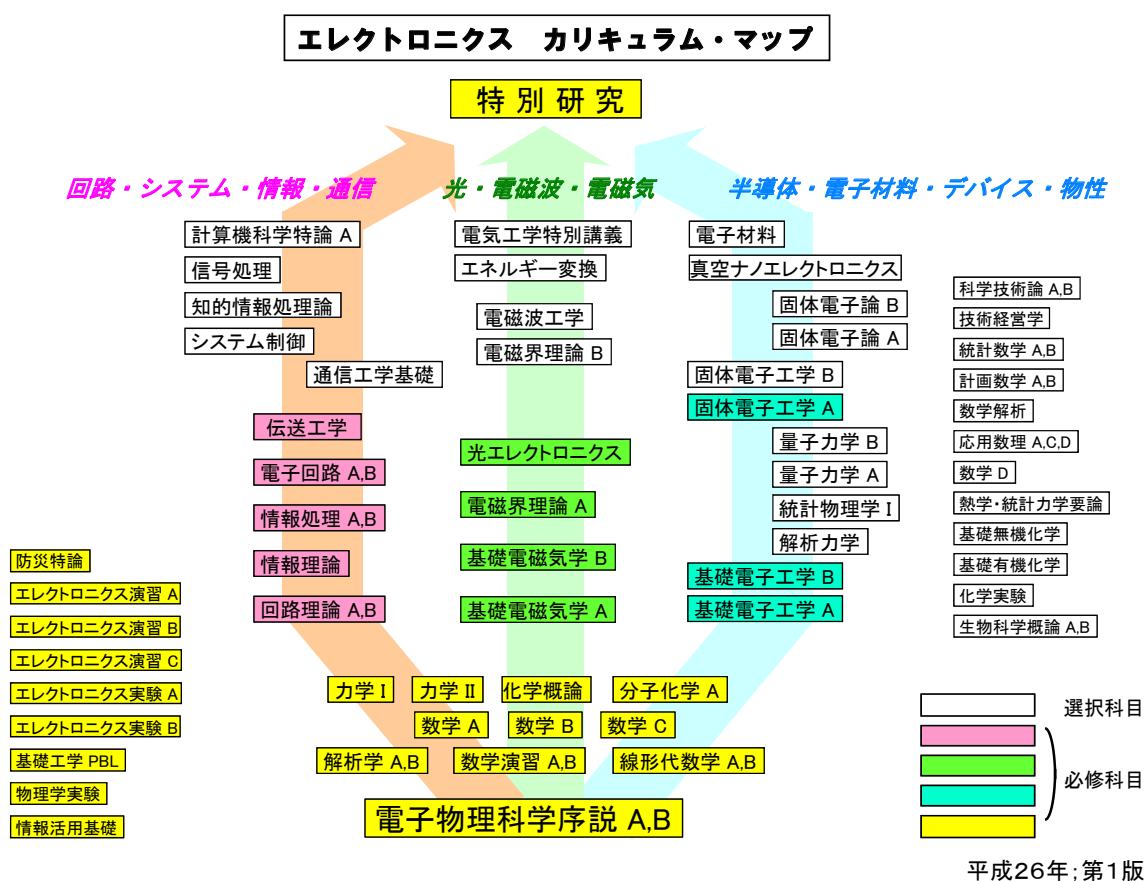 エレクトロニクス　カリキュラム・マップ
特 別 研 究
回路・システム・情報・通信
光・電磁波・電磁気
半導体・電子材料・デバイス・物性
計算機科学特論 A
信号処理
知的情報処理論
システム制御
通信工学基礎
伝送工学
電子回路 A,B
情報処理 A,B
情報理論
回路理論 A,B
電気工学特別講義
エネルギー変換
電磁波工学
電磁界理論 B
光エレクトロニクス
電磁界理論 A
基礎電磁気学 B
基礎電磁気学 A
電子材料
真空ナノエレクトロニクス
固体電子論 B
固体電子論 A
固体電子工学 B
固体電子工学 A
量子力学 B
量子力学 A
統計物理学 I
解析力学
基礎電子工学 B
基礎電子工学 A
科学技術論 A,B
技術経営学
統計数学 A,B
計画数学 A,B
数学解析
応用数理 A,C,D
数学 D
熱学・統計力学要論
基礎無機化学
基礎有機化学
化学実験
生物科学概論 A,B
防災特論
エレクトロニクス演習 A
エレクトロニクス演習 B
エレクトロニクス演習 C
エレクトロニクス実験 A
エレクトロニクス実験 B
基礎工学 PBL
物理学実験
情報活用基礎
力学 I
力学 II
化学概論
分子化学 A
数学 A
数学 B
数学 C
解析学 A,B
数学演習 A,B
線形代数学 A,B
電子物理科学序説 A,B
選択科目
必修科目
平成26年;第1版